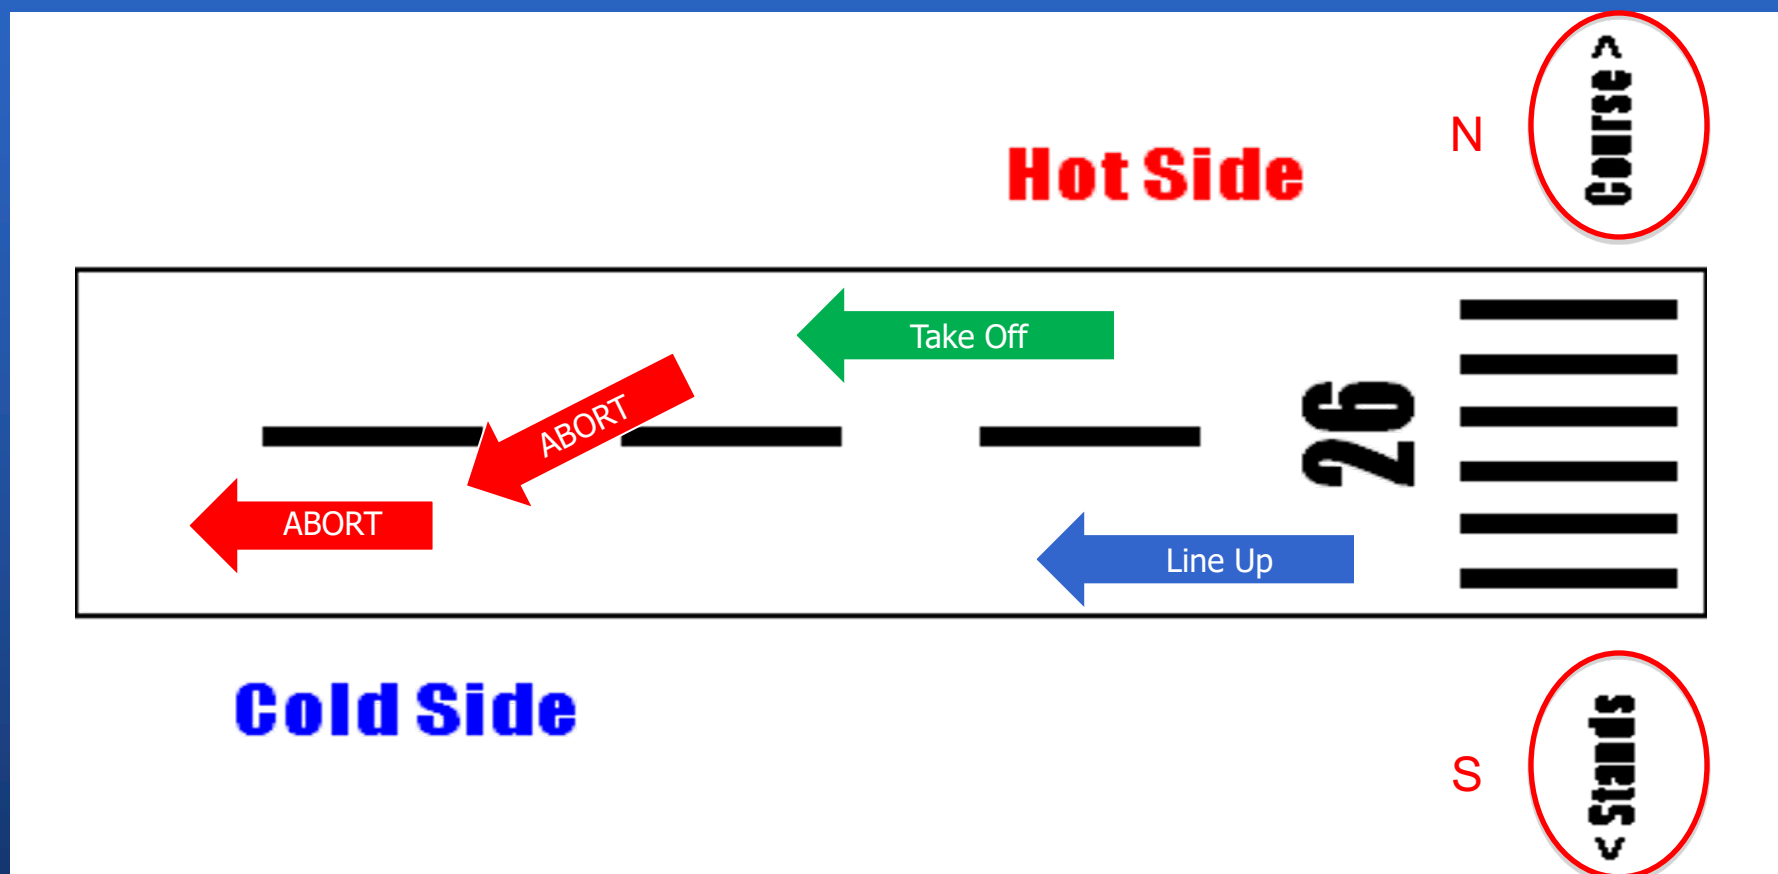 Course >
N
Hot Side
Take Off
ABORT
26
ABORT
Line Up
Cold Side
S
< Stands